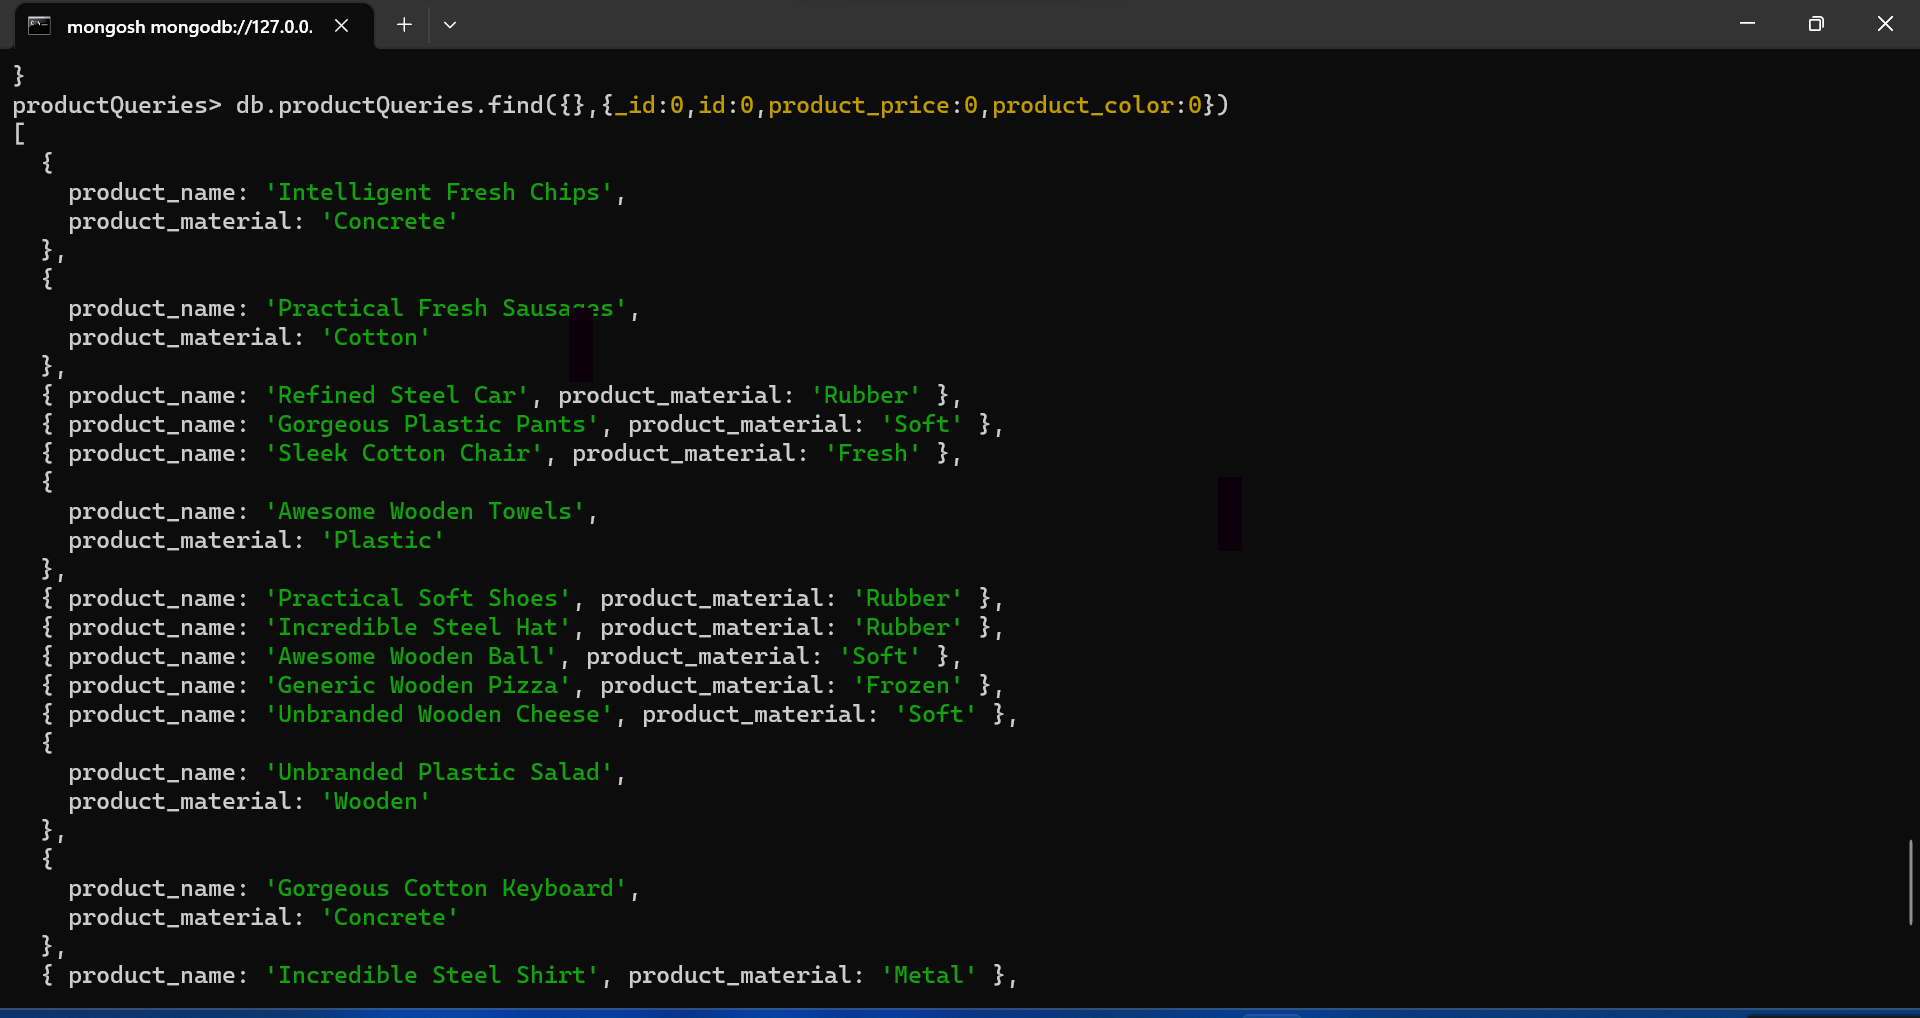 mongosh mongodb://127.0.0.
}
productQueries> db.productQueries.find({},{_id:0,id:0,product_price:0,product_color:0})
[
  {
    product_name: 'Intelligent Fresh Chips',
    product_material: 'Concrete'
  },
  {
    product_name: 'Practical Fresh Sausages',
    product_material: 'Cotton'
  },
  { product_name: 'Refined Steel Car', product_material: 'Rubber' },
  { product_name: 'Gorgeous Plastic Pants', product_material: 'Soft' },
  { product_name: 'Sleek Cotton Chair', product_material: 'Fresh' },
  {
    product_name: 'Awesome Wooden Towels',
    product_material: 'Plastic'
  },
  { product_name: 'Practical Soft Shoes', product_material: 'Rubber' },
  { product_name: 'Incredible Steel Hat', product_material: 'Rubber' },
  { product_name: 'Awesome Wooden Ball', product_material: 'Soft' },
  { product_name: 'Generic Wooden Pizza', product_material: 'Frozen' },
  { product_name: 'Unbranded Wooden Cheese', product_material: 'Soft' },
  {
    product_name: 'Unbranded Plastic Salad',
    product_material: 'Wooden'
  },
  {
    product_name: 'Gorgeous Cotton Keyboard',
    product_material: 'Concrete'
  },
  { product_name: 'Incredible Steel Shirt', product_material: 'Metal' },